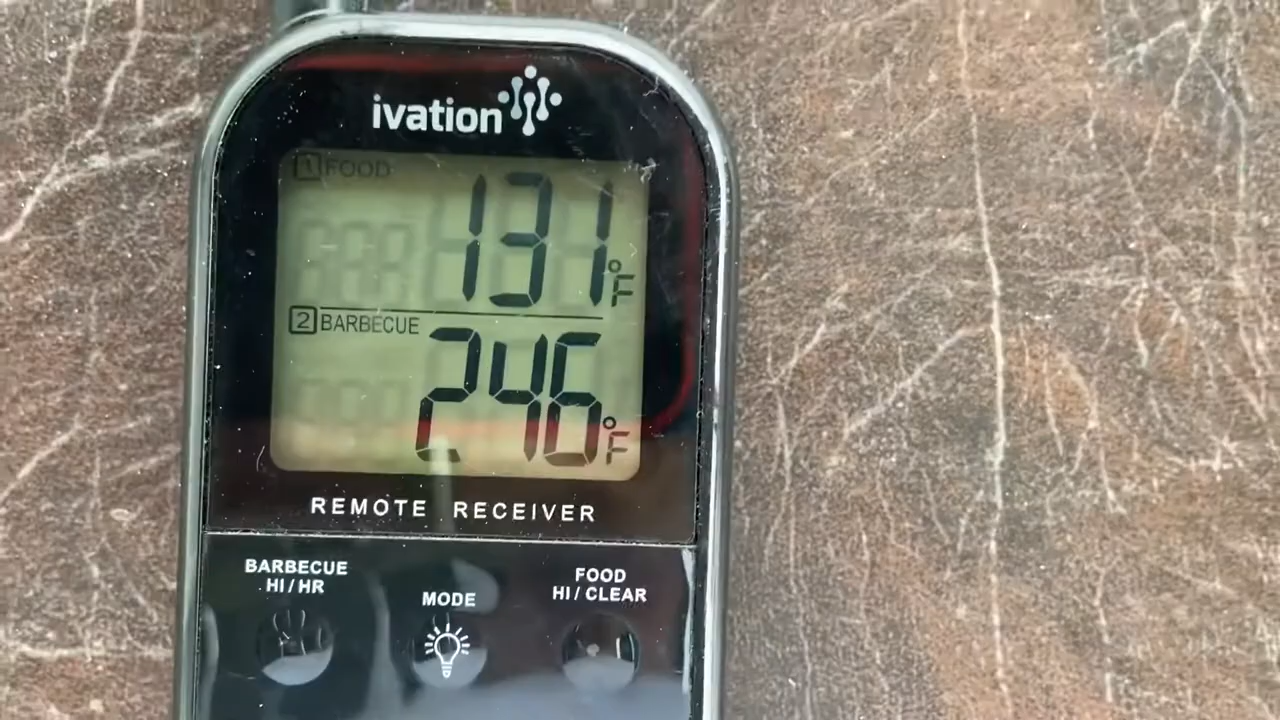 ivation
1 FOOD
131 °F
2 BARBECUE
246 °F
REMOTE RECEIVER
BARBECUE
HI / HR
MODE
FOOD
HI / CLEAR